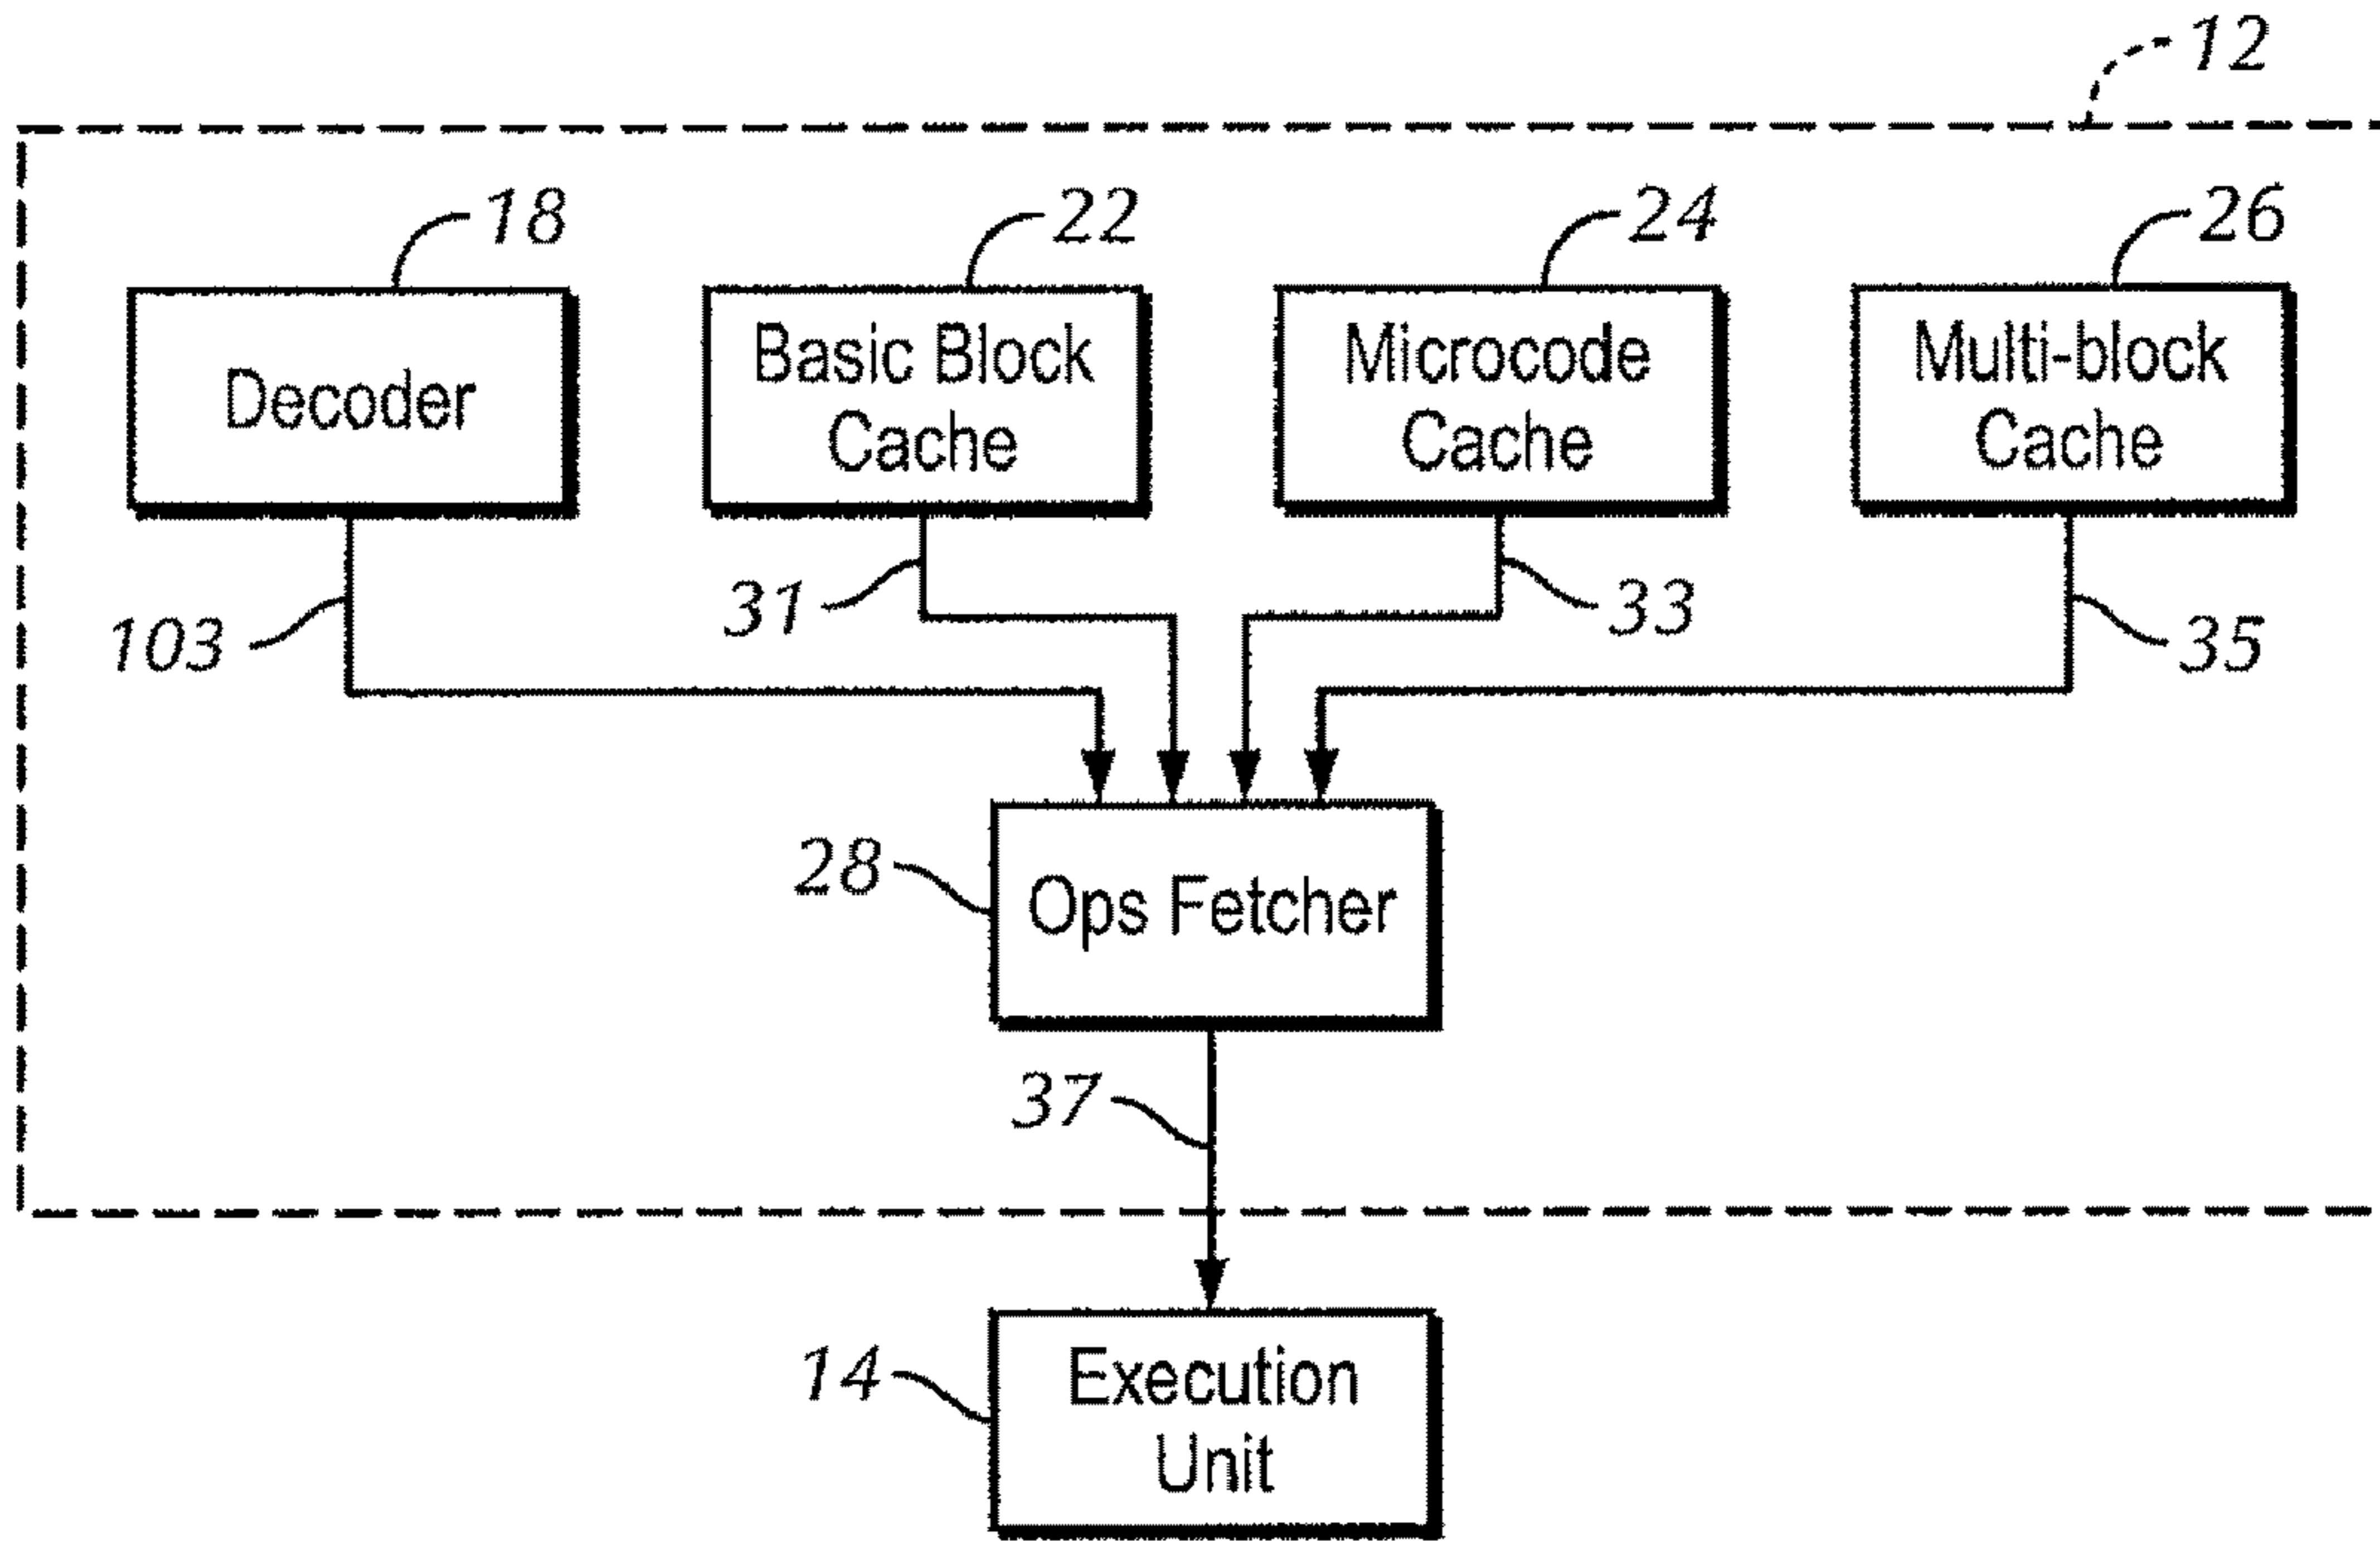 12
18
22
24
26
Decoder
Basic Block
Cache
Microcode
Cache
Multi-block
Cache
103
31
33
35
28
Ops Fetcher
37
14
Execution
Unit